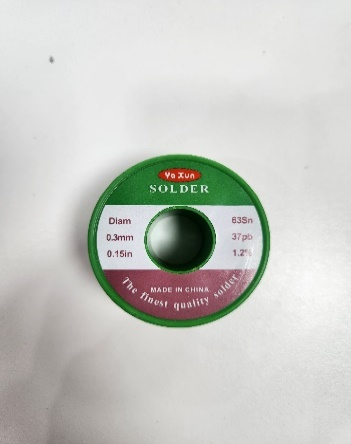 Ya Xun
SOLDER
Diam 63Sn
0.3mm 37pb
0.15in 1.2%
MADE IN CHINA
The finest quality solder